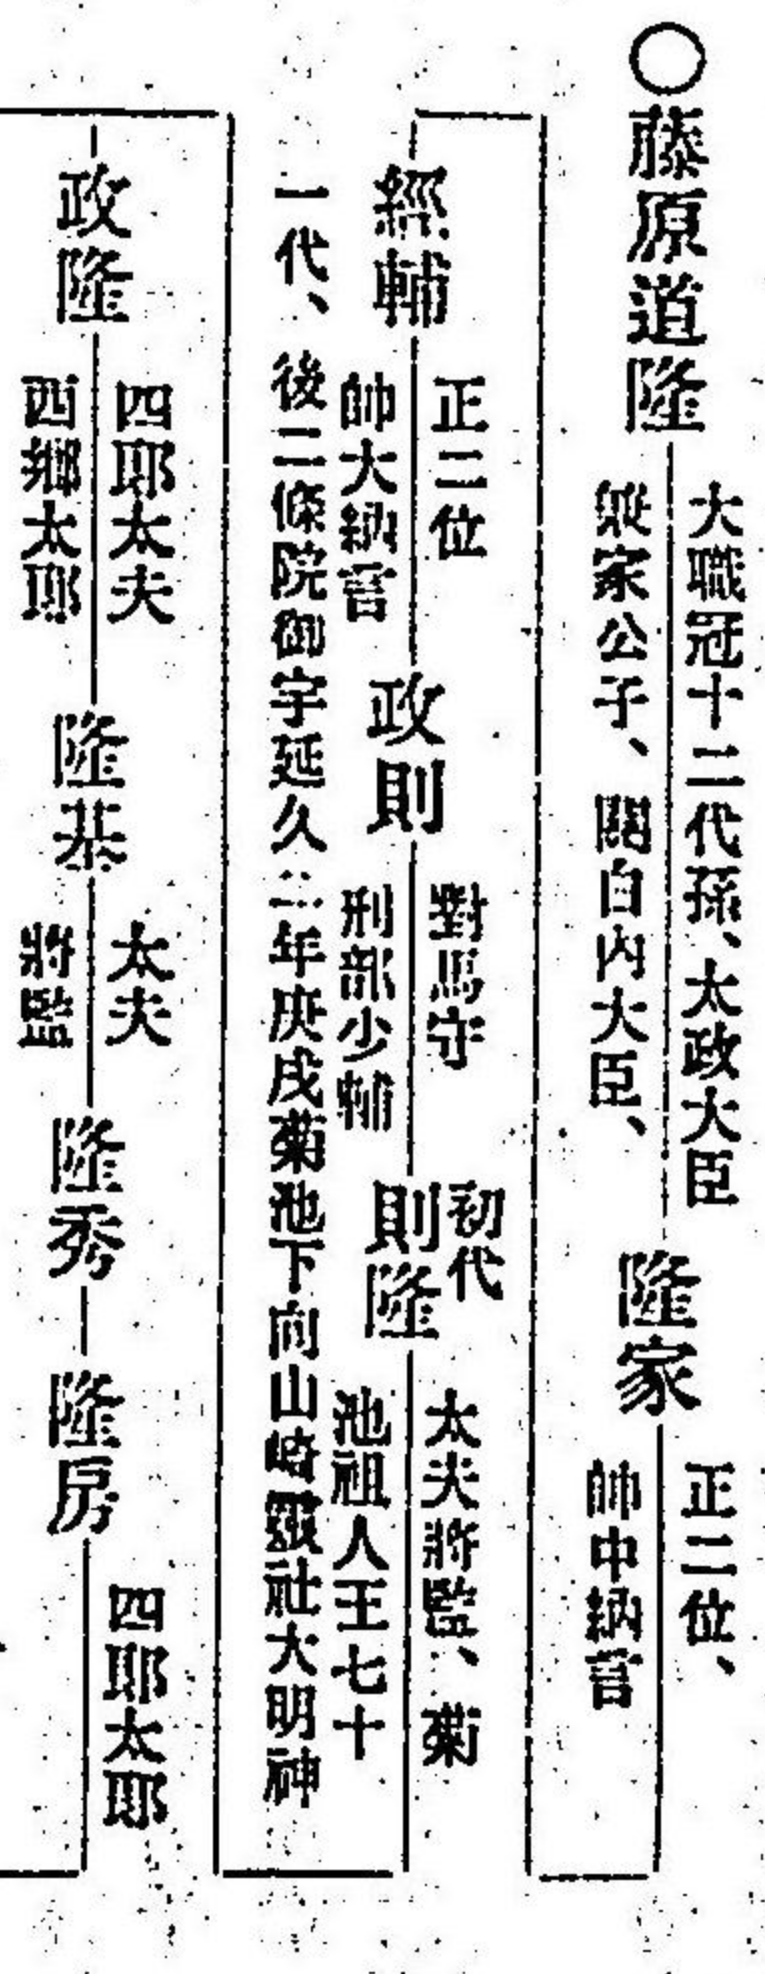 ○藤原道隆
大職冠十二代孫、太政大臣
兼家公子、關白內大臣、
隆家
正二位、
帥中納言
經輔
正二位
帥大納言
政則
對馬守
刑部少輔
初代
則隆
太夫將監、菊
池祖人王七十
一代、後二條院御宇延久二年庚戌菊池下向山崎靈社大明神
政隆
四郎太夫
西鄉太郎
隆基
太夫
將監
隆秀
隆房
四郎太郎